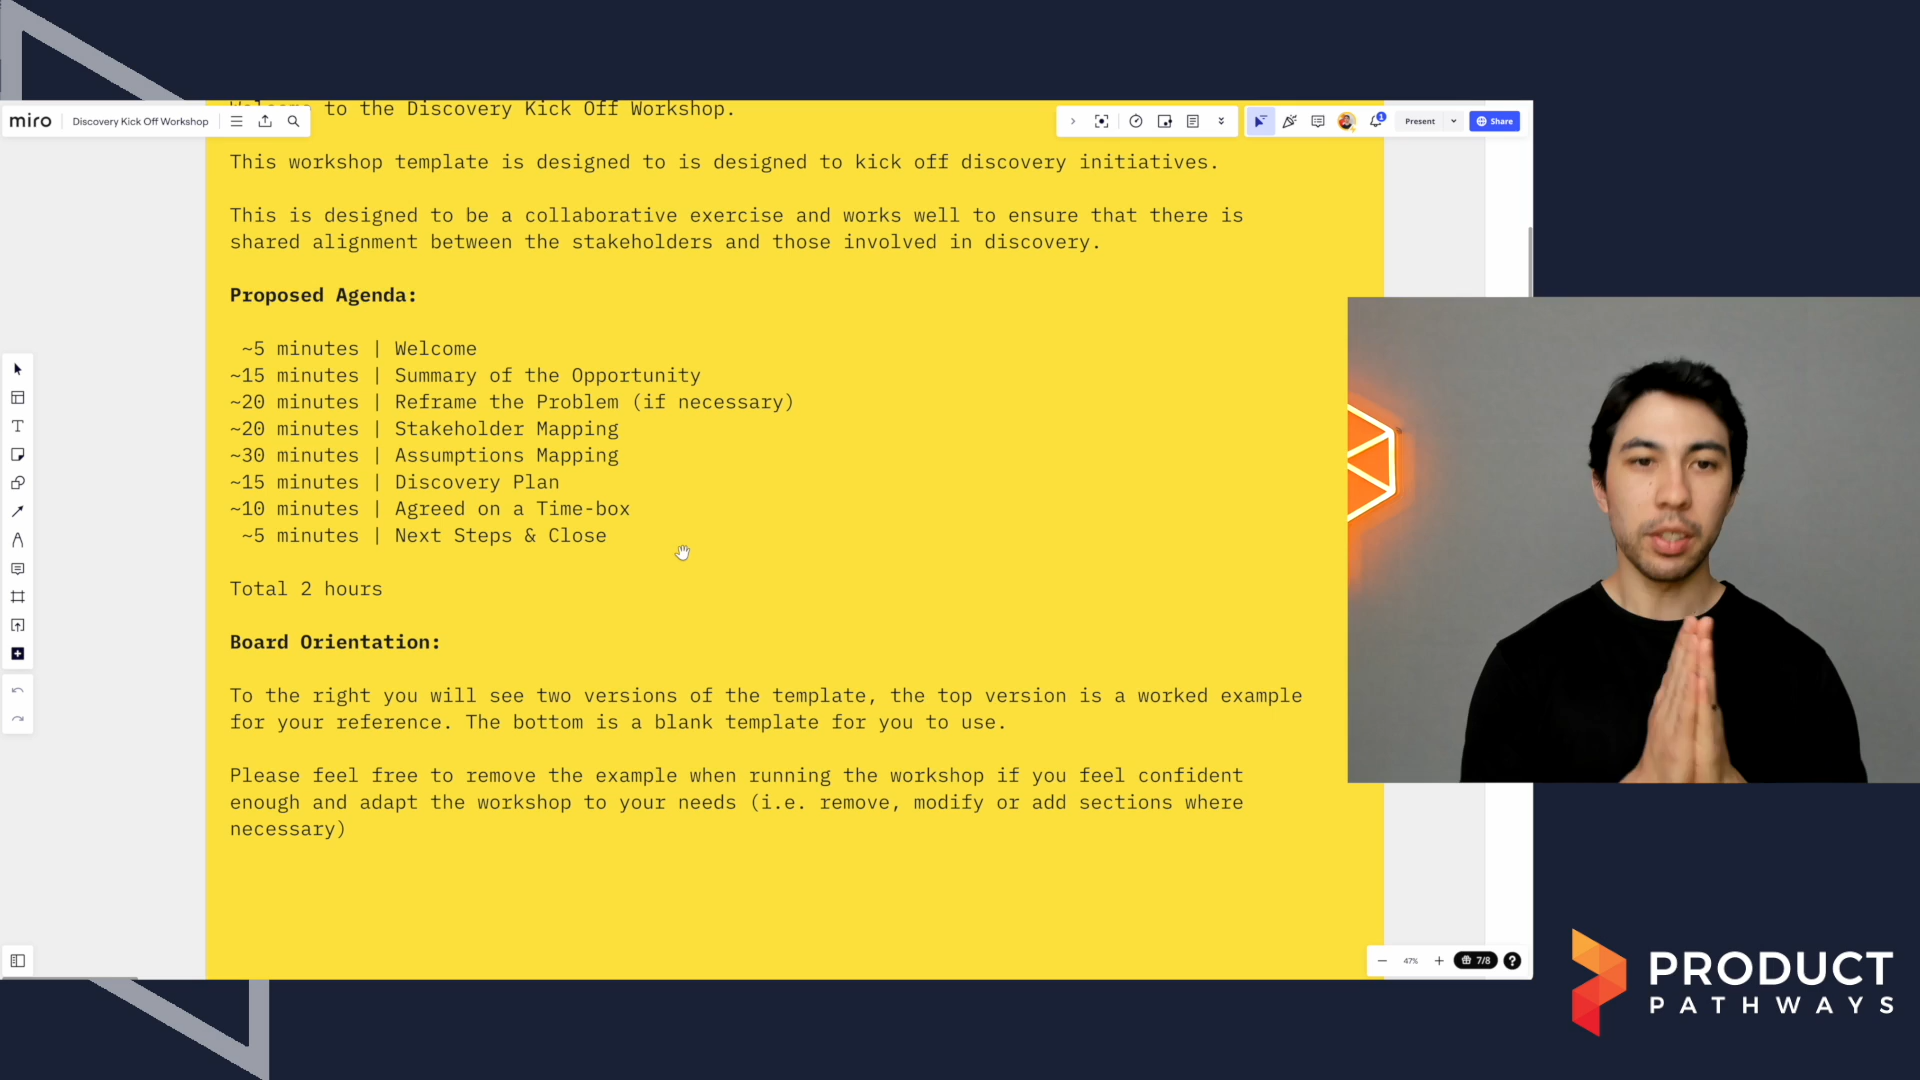 Welcome to the Discovery Kick Off Workshop.
miro
Discovery Kick Off Workshop
1
Present
Share
This workshop template is designed to is designed to kick off discovery initiatives.
This is designed to be a collaborative exercise and works well to ensure that there is
shared alignment between the stakeholders and those involved in discovery.
Proposed Agenda:
~5 minutes | Welcome
~15 minutes | Summary of the Opportunity
~20 minutes | Reframe the Problem (if necessary)
~20 minutes | Stakeholder Mapping
~30 minutes | Assumptions Mapping
~15 minutes | Discovery Plan
~10 minutes | Agreed on a Time-box
~5 minutes | Next Steps & Close
Total 2 hours
Board Orientation:
To the right you will see two versions of the template, the top version is a worked example
for your reference. The bottom is a blank template for you to use.
Please feel free to remove the example when running the workshop if you feel confident
enough and adapt the workshop to your needs (i.e. remove, modify or add sections where
necessary)
47%
7/8
?
PRODUCT
PATHWAYS